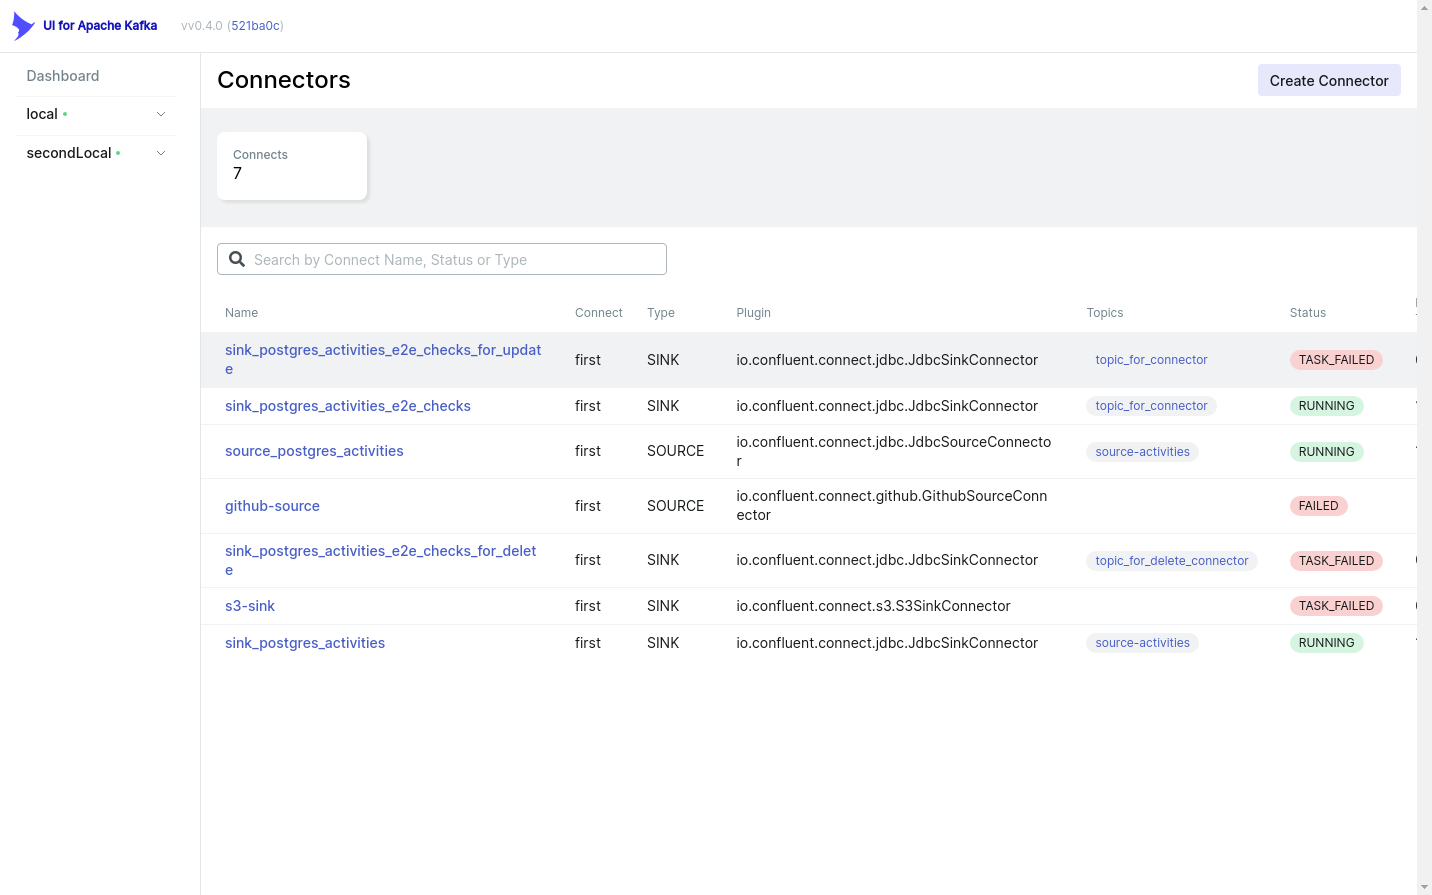 UI for Apache Kafka vv0.4.0 (521ba0c)
Dashboard
local
secondLocal
Connectors
Create Connector
Connects
7
Search by Connect Name, Status or Type
Name Connect Type Plugin Topics Status
sink_postgres_activities_e2e_checks_for_updat
e
first SINK io.confluent.connect.jdbc.JdbcSinkConnector topic_for_connector TASK_FAILED
sink_postgres_activities_e2e_checks first SINK io.confluent.connect.jdbc.JdbcSinkConnector topic_for_connector RUNNING
source_postgres_activities first SOURCE io.confluent.connect.jdbc.JdbcSourceConnecto
r
source-activities RUNNING
github-source first SOURCE io.confluent.connect.github.GithubSourceConn
ector
FAILED
sink_postgres_activities_e2e_checks_for_delet
e
first SINK io.confluent.connect.jdbc.JdbcSinkConnector topic_for_delete_connector TASK_FAILED
s3-sink first SINK io.confluent.connect.s3.S3SinkConnector TASK_FAILED
sink_postgres_activities first SINK io.confluent.connect.jdbc.JdbcSinkConnector source-activities RUNNING